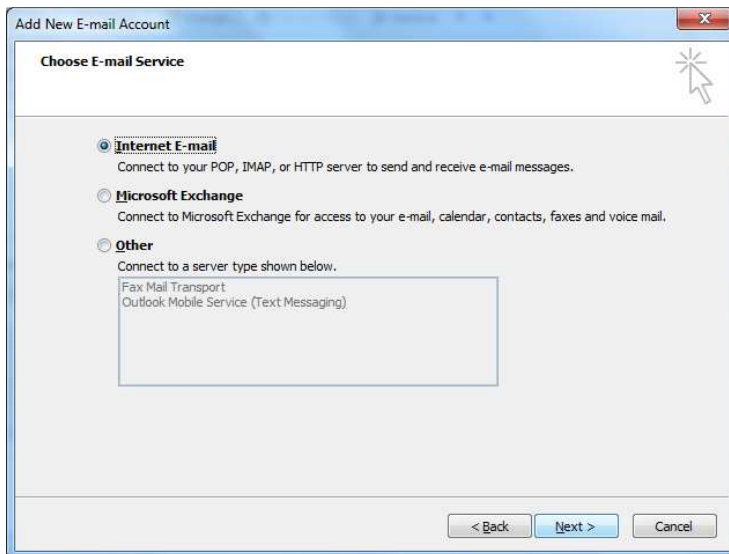 Add New E-mail Account
Choose E-mail Service
Internet E-mail
Connect to your POP, IMAP, or HTTP server to send and receive e-mail messages.
Microsoft Exchange
Connect to Microsoft Exchange for access to your e-mail, calendar, contacts, faxes and voice mail.
Other
Connect to a server type shown below.
Fax Mail Transport
Outlook Mobile Service (Text Messaging)
< Back Next > Cancel